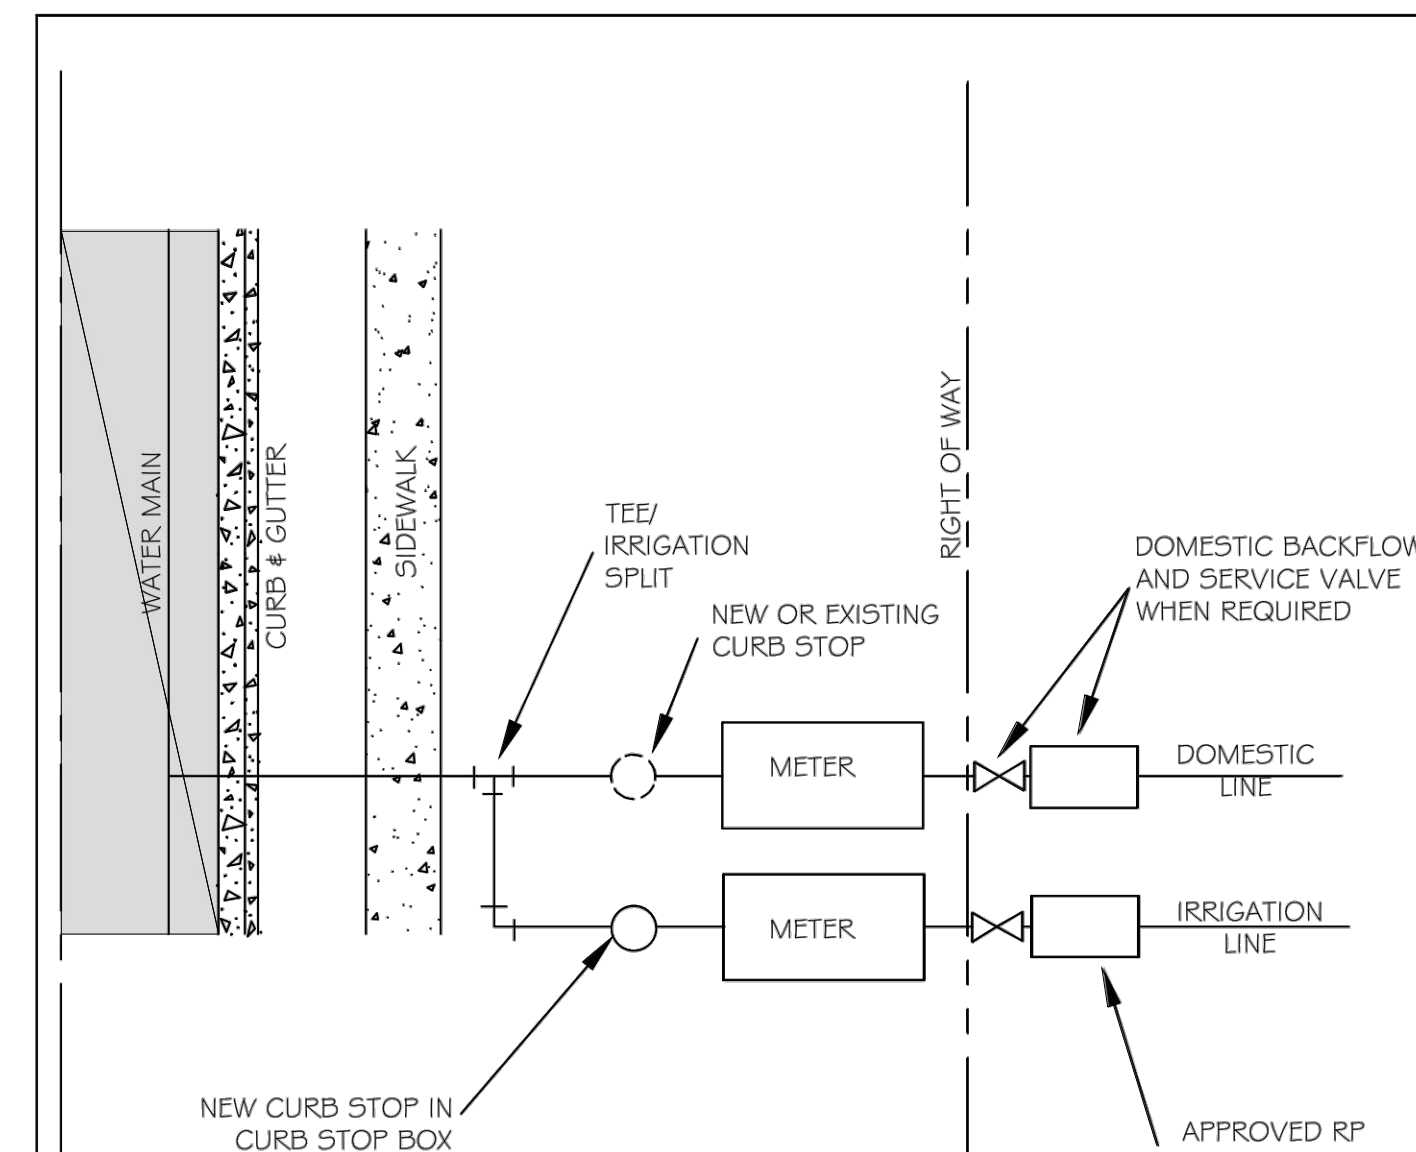 WATER MAIN
CURB & GUTTER
SIDEWALK
RIGHT OF WAY
TEE/
IRRIGATION
SPLIT
NEW OR EXISTING
CURB STOP
DOMESTIC BACKFLOW
AND SERVICE VALVE
WHEN REQUIRED
METER
DOMESTIC
LINE
METER
IRRIGATION
LINE
NEW CURB STOP IN
CURB STOP BOX
APPROVED RP